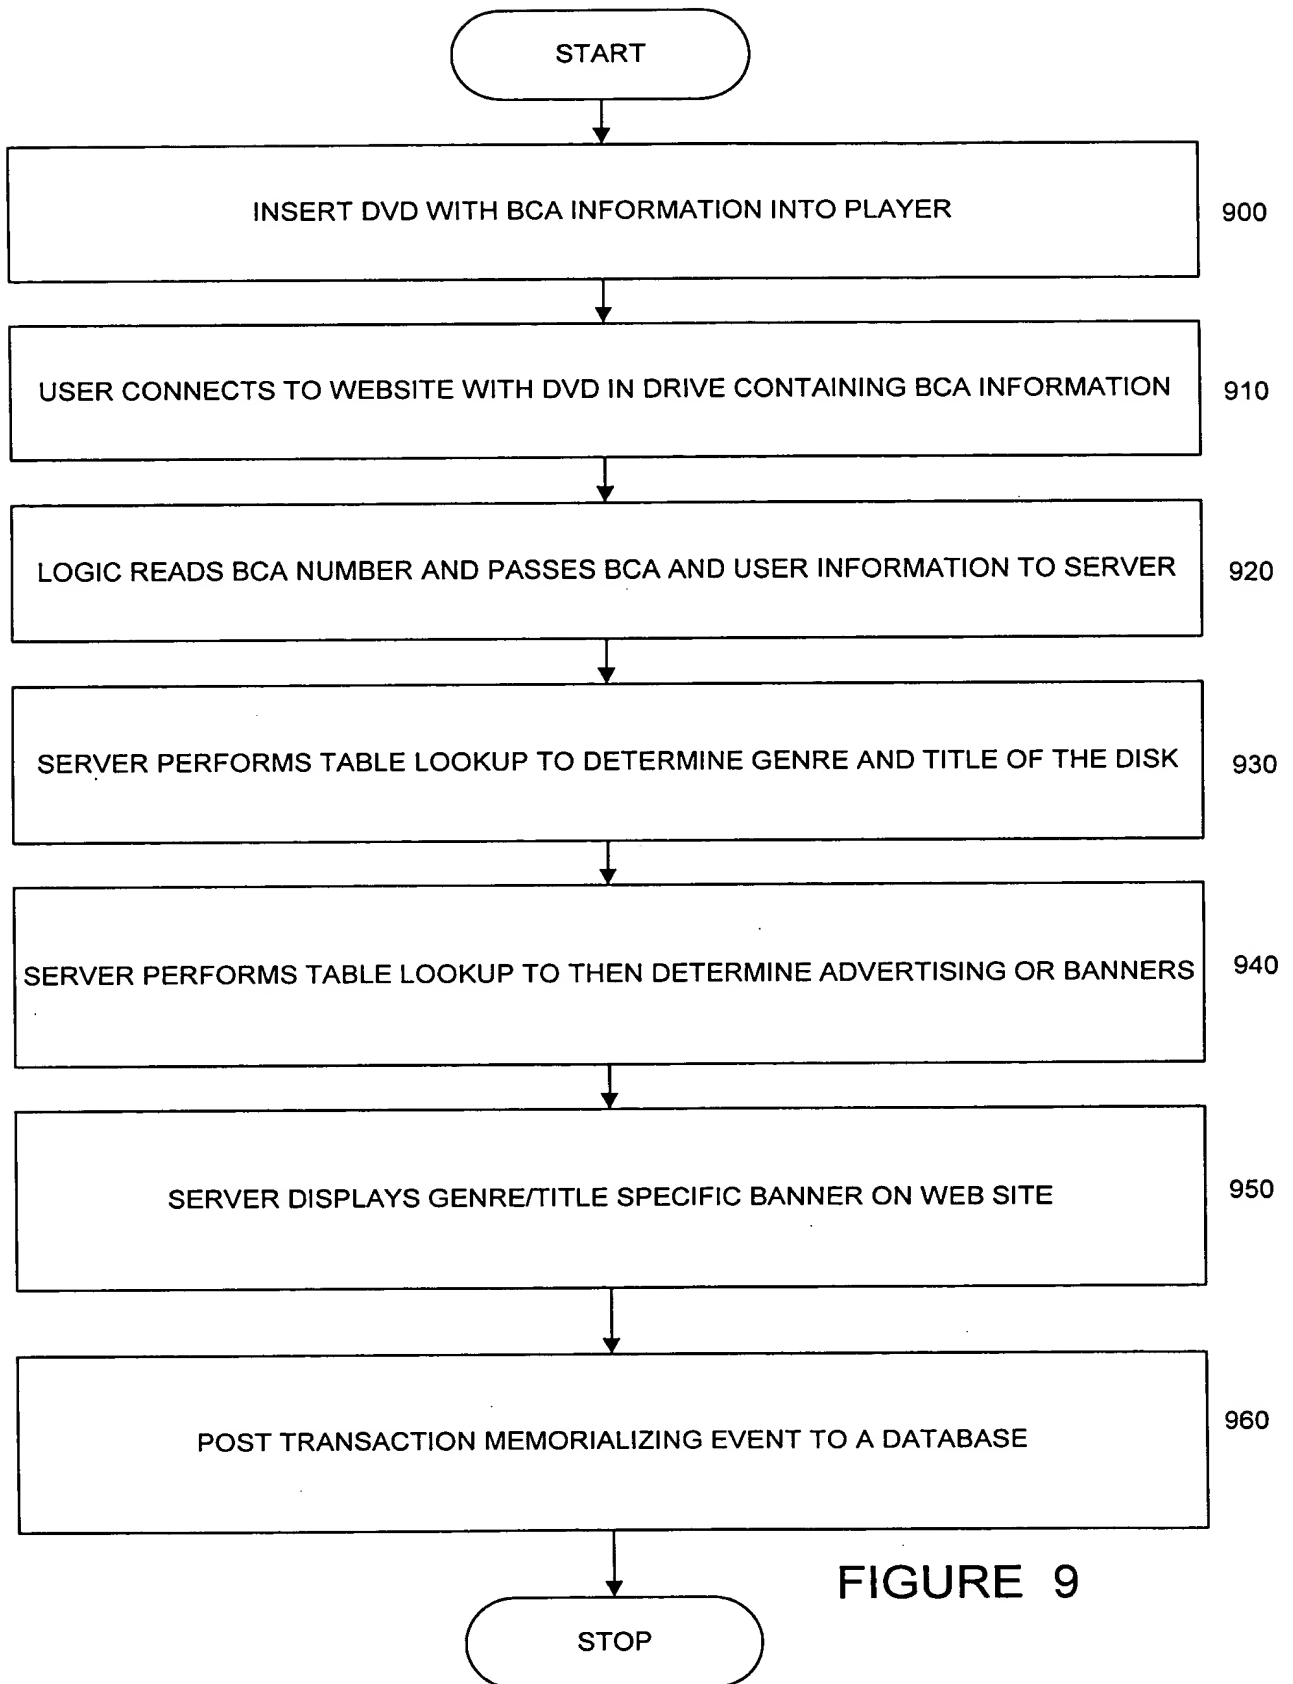 START
INSERT DVD WITH BCA INFORMATION INTO PLAYER
900
USER CONNECTS TO WEBSITE WITH DVD IN DRIVE CONTAINING BCA INFORMATION
910
LOGIC READS BCA NUMBER AND PASSES BCA AND USER INFORMATION TO SERVER
920
SERVER PERFORMS TABLE LOOKUP TO DETERMINE GENRE AND TITLE OF THE DISK
930
SERVER PERFORMS TABLE LOOKUP TO THEN DETERMINE ADVERTISING OR BANNERS
940
SERVER DISPLAYS GENRE/TITLE SPECIFIC BANNER ON WEB SITE
950
POST TRANSACTION MEMORIALIZING EVENT TO A DATABASE
960
FIGURE 9
STOP